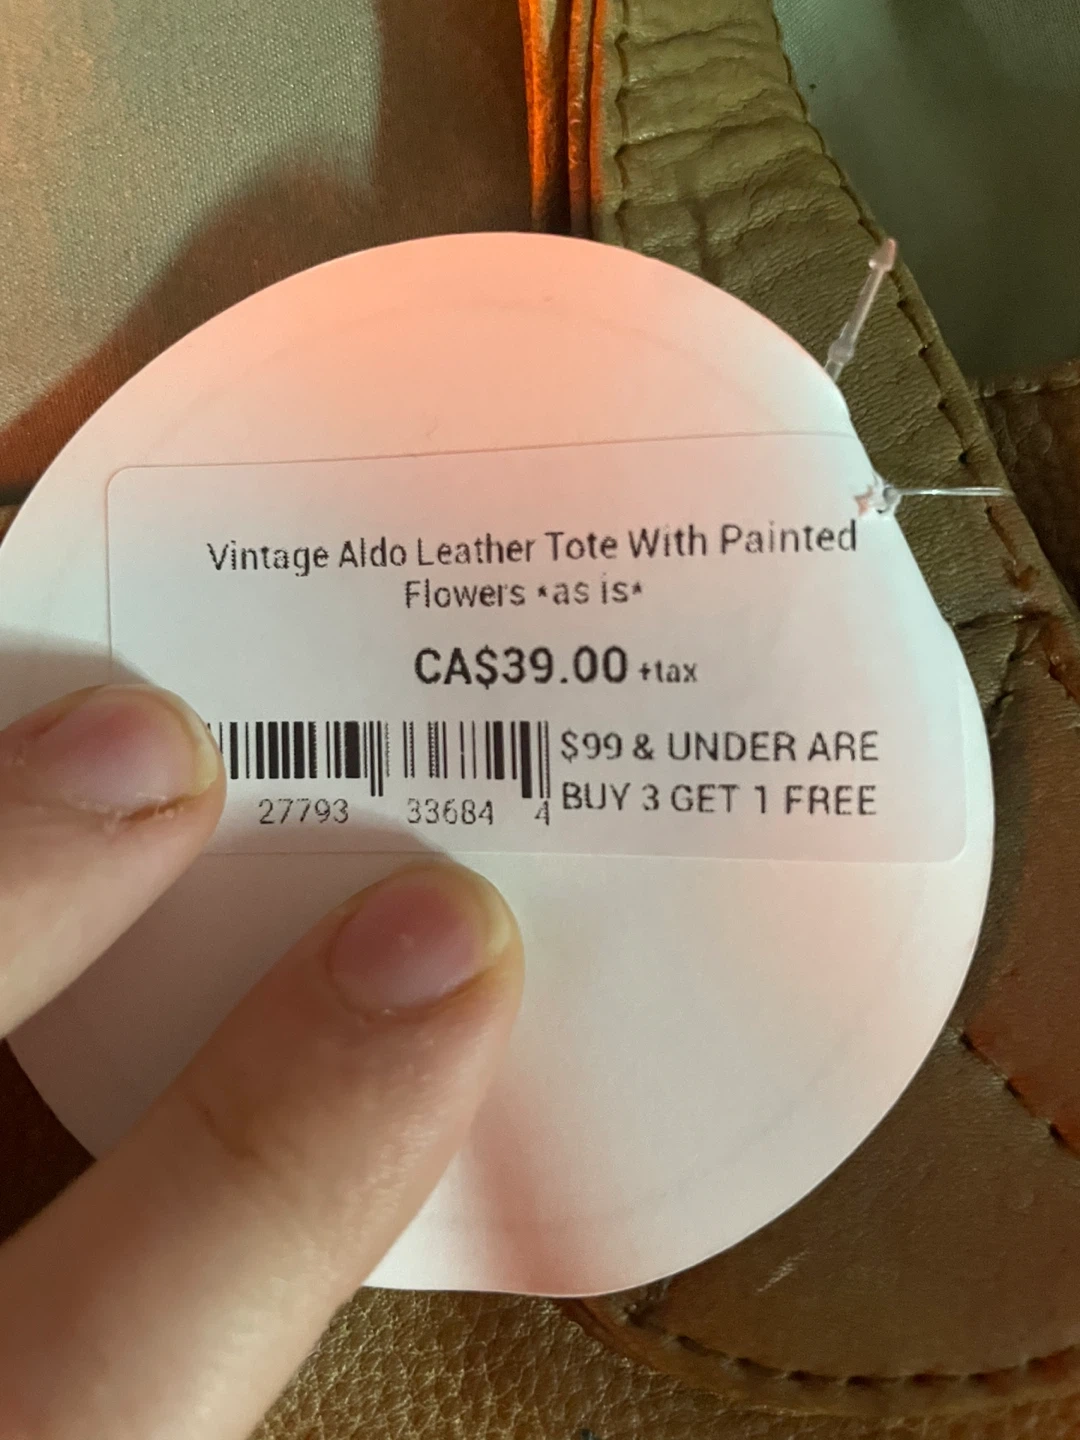 Vintage Aldo Leather Tote With Painted
Flowers *as is*
CA$39.00 +tax
$99 & UNDER ARE
BUY 3 GET 1 FREE
27793 33684 4